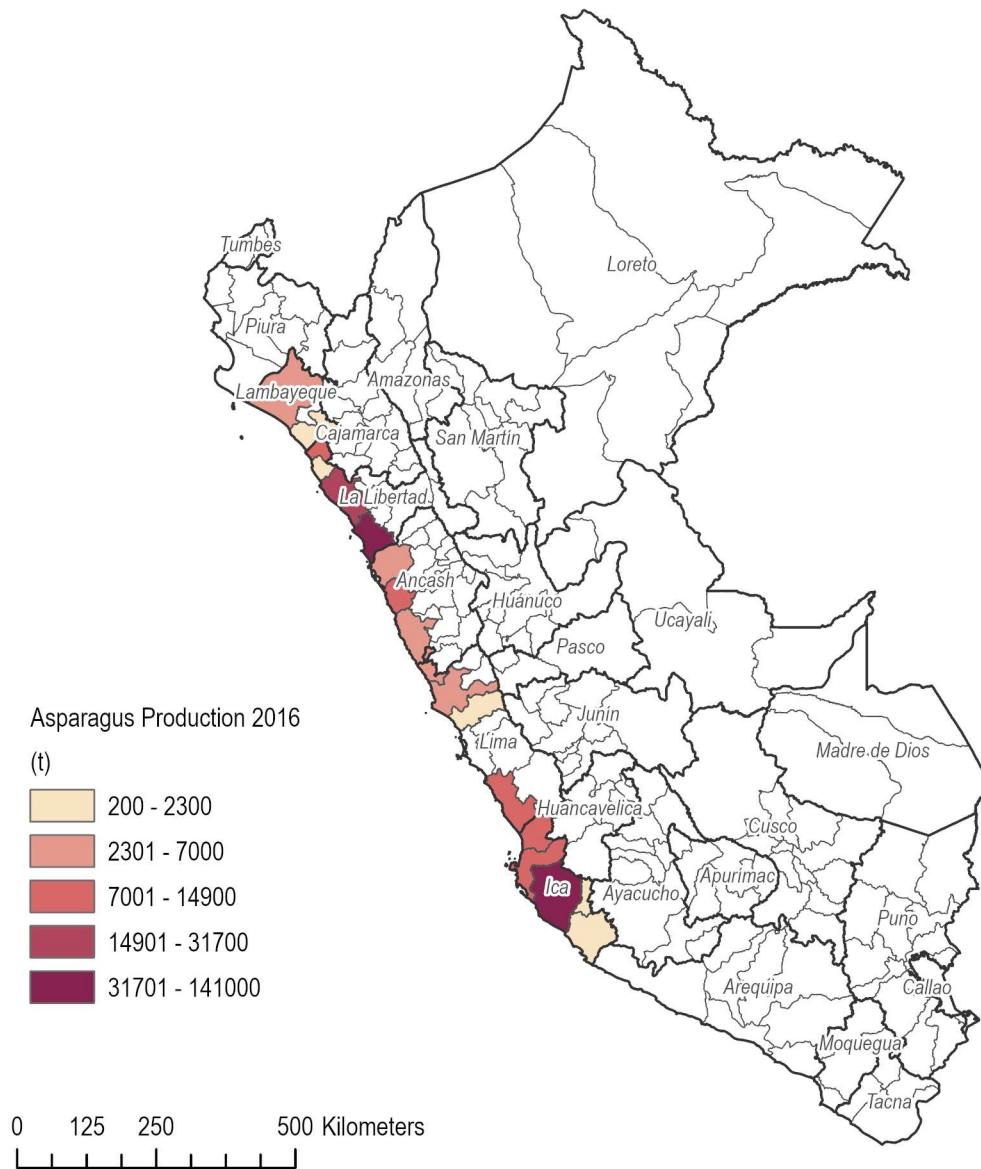 Tumbes
Loreto
Piura
Amazonas
Lambayeque
Cajamarca
San Martín
La Libertad
Ancash
Huánuco
Ucayali
Pasco
Junín
Lima
Madre de Dios
Huancavelica
Cusco
Ica
Ayacucho
Apurímac
Puno
Arequipa
Callao
Moquegua
Tacna
Asparagus Production 2016
(t)
200 - 2300
2301 - 7000
7001 - 14900
14901 - 31700
31701 - 141000
0 125 250 500 Kilometers